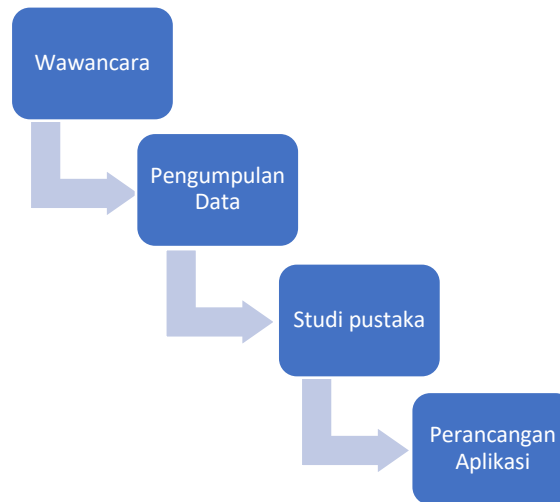 Wawancara
Pengumpulan
Data
Studi pustaka
Perancangan
Aplikasi